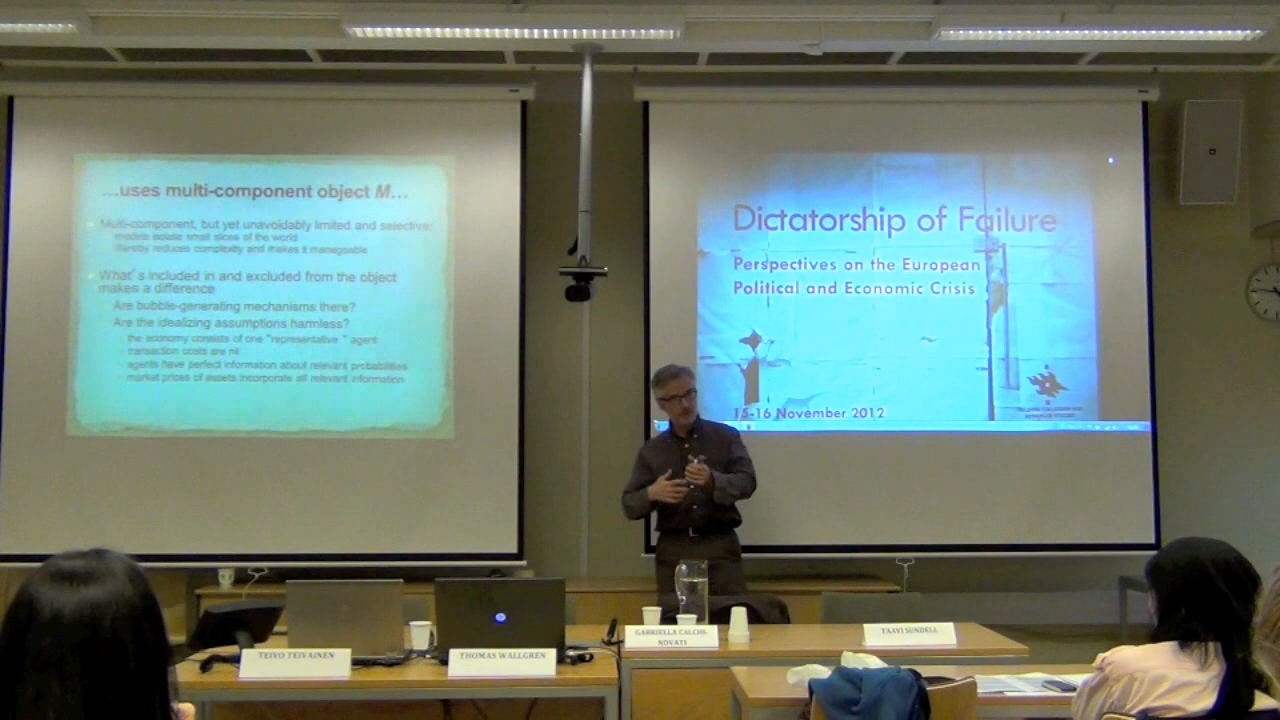 ...uses multi-component object M...
Multi-component, but yet unavoidably limited and selective:
models isolate small slices of the world
thereby reduces complexity and makes it manageable
What´s included in and excluded from the object
makes a difference
Are bubble-generating mechanisms there?
Are the idealizing assumptions harmless?
the economy consists of one "representative" agent
transaction costs are nil
agents have perfect information about relevant probabilities
market prices of assets incorporate all relevant information
Dictatorship of Failure
Perspectives on the European
Political and Economic Crisis
15-16 November 2012
TEIVO TEIVAINEN
THOMAS WALLGREN
GABRIELLA CALCHI-
NOVATI
TAAVI SUNDELL